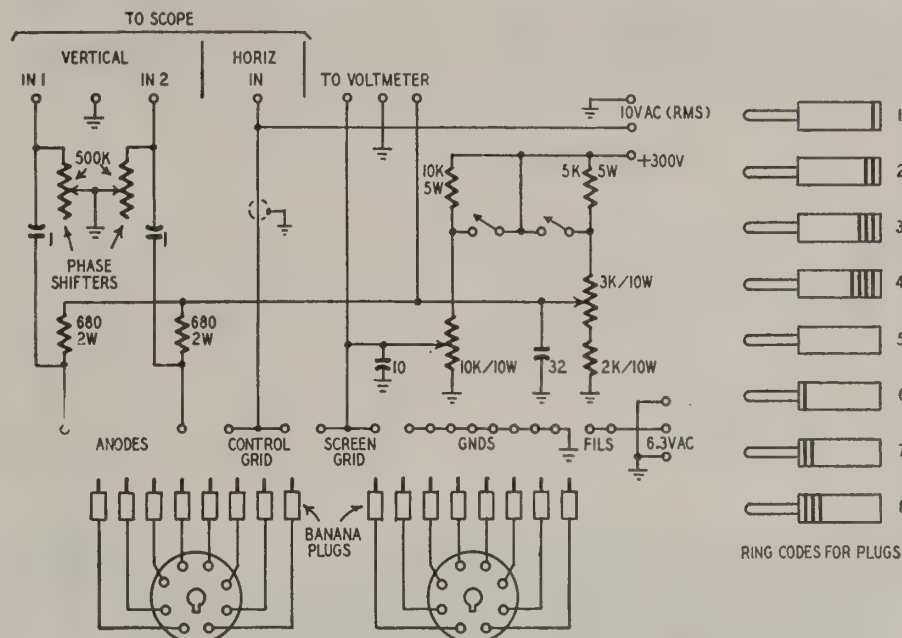 TO SCOPE
VERTICAL
HORIZ
IN 1
IN 2
IN
TO VOLTMETER
10VAC (RMS)
+300V
500K
10K
5W
5K
5W
1
1
PHASE
SHIFTERS
680
2W
680
2W
3K/10W
10
10K/10W
32
2K/10W
ANODES
CONTROL
GRID
SCREEN
GRID
GNDS
FILS
6.3VAC
BANANA
PLUGS
1
2
3
4
5
6
7
8
RING CODES FOR PLUGS